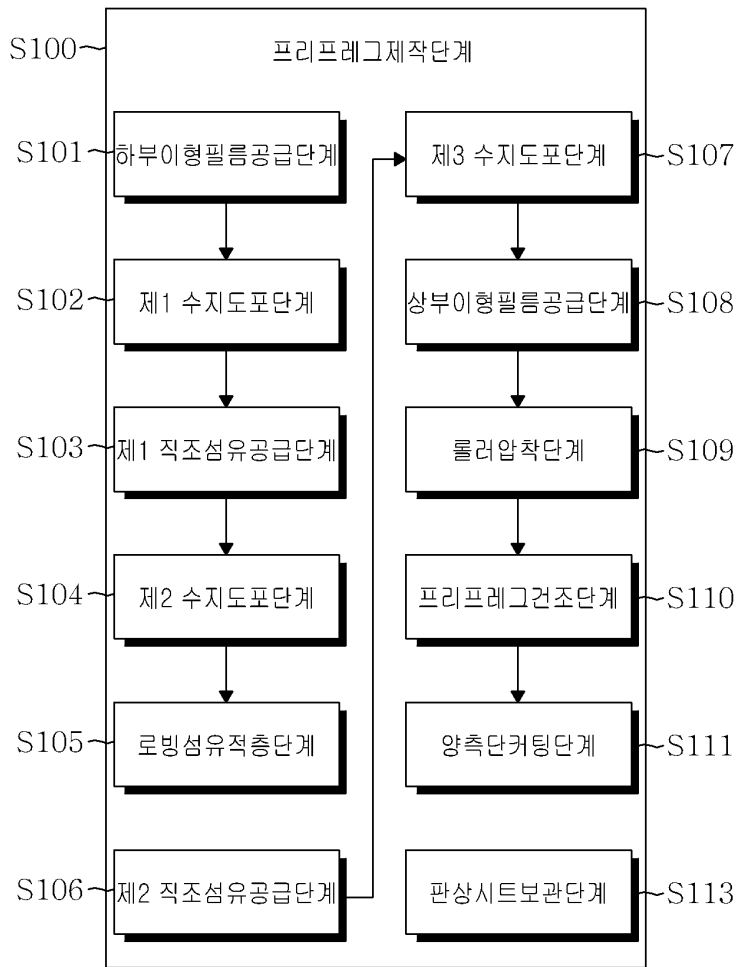 S100
프리프레그제작단계
S101
하부이형필름공급단계
S102
제1 수지도포단계
S103
제1 직조섬유공급단계
S104
제2 수지도포단계
S105
로빙섬유적층단계
S106
제2 직조섬유공급단계
제3 수지도포단계
S107
상부이형필름공급단계
S108
롤러압착단계
S109
프리프레그건조단계
S110
양측단커팅단계
S111
판상시트보관단계
S113